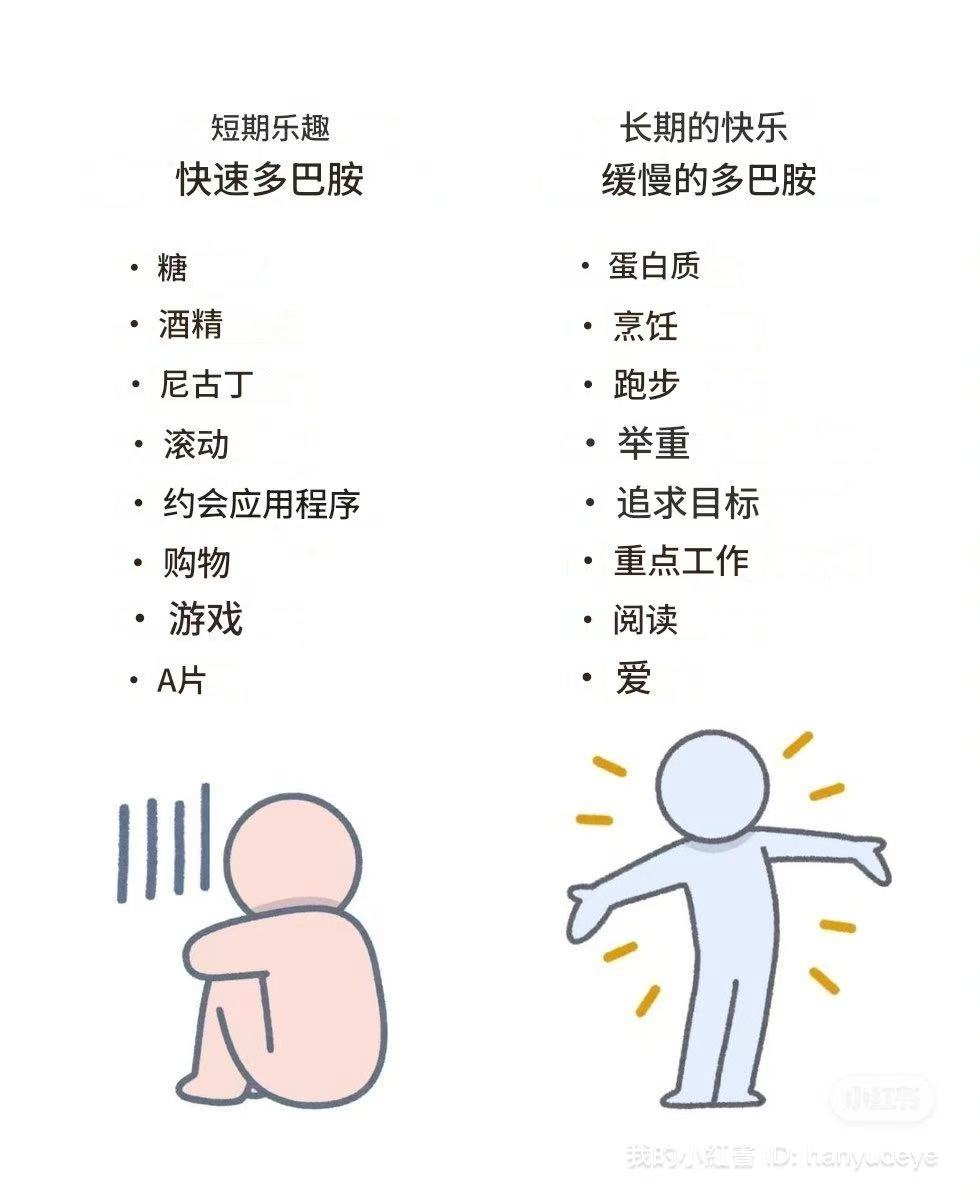 短期乐趣
快速多巴胺
• 糖
• 酒精
• 尼古丁
• 滚动
• 约会应用程序
• 购物
• 游戏
• A片
长期的快乐
缓慢的多巴胺
• 蛋白质
• 烹饪
• 跑步
• 举重
• 追求目标
• 重点工作
• 阅读
• 爱
小红书
我的小紅書 ID: hanyudeye